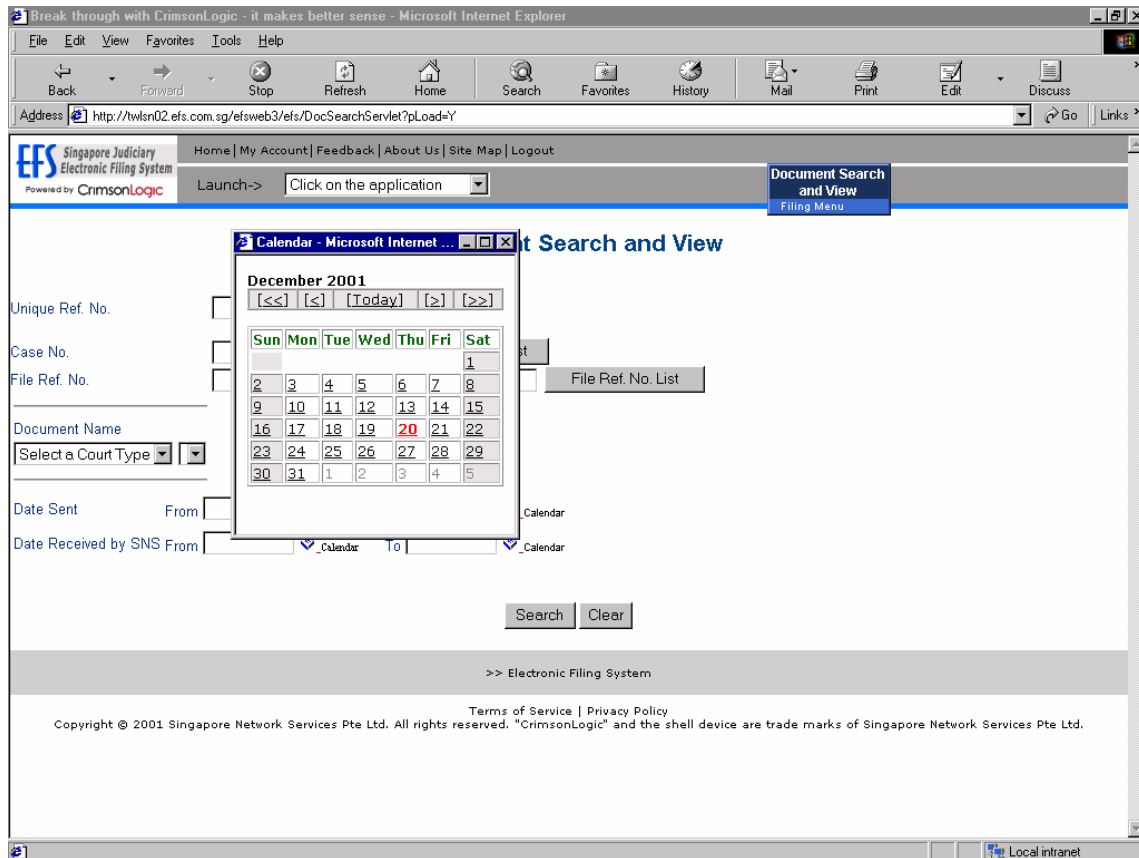 Break through with CrimsonLogic - it makes better sense - Microsoft Internet Explorer
File Edit View Favorites Tools Help
Back Forward Stop Refresh Home Search Favorites History Mail Print Edit Discuss
Address http://twlsn02.efs.com.sg/efsweb3/efs/DocSearchServlet?pLoad=Y Go Links
EFS Singapore Judiciary Electronic Filing System
Powered by CrimsonLogic
Home | My Account | Feedback | About Us | Site Map | Logout
Launch-> Click on the application
Document Search
and View
Filing Menu
t Search and View
Calendar - Microsoft Internet ...
December 2001
[<<] [<] [Today] [>] [>>]
Sun Mon Tue Wed Thu Fri Sat
1
2 3 4 5 6 7 8
9 10 11 12 13 14 15
16 17 18 19 20 21 22
23 24 25 26 27 28 29
30 31 1 2 3 4 5
Unique Ref. No.
Case No. st
File Ref. No. File Ref. No. List
Document Name
Select a Court Type
Date Sent From _Calendar
Date Received by SNS From _Calendar To _Calendar
Search Clear
>> Electronic Filing System
Terms of Service | Privacy Policy
Copyright © 2001 Singapore Network Services Pte Ltd. All rights reserved. "CrimsonLogic" and the shell device are trade marks of Singapore Network Services Pte Ltd.
Local intranet